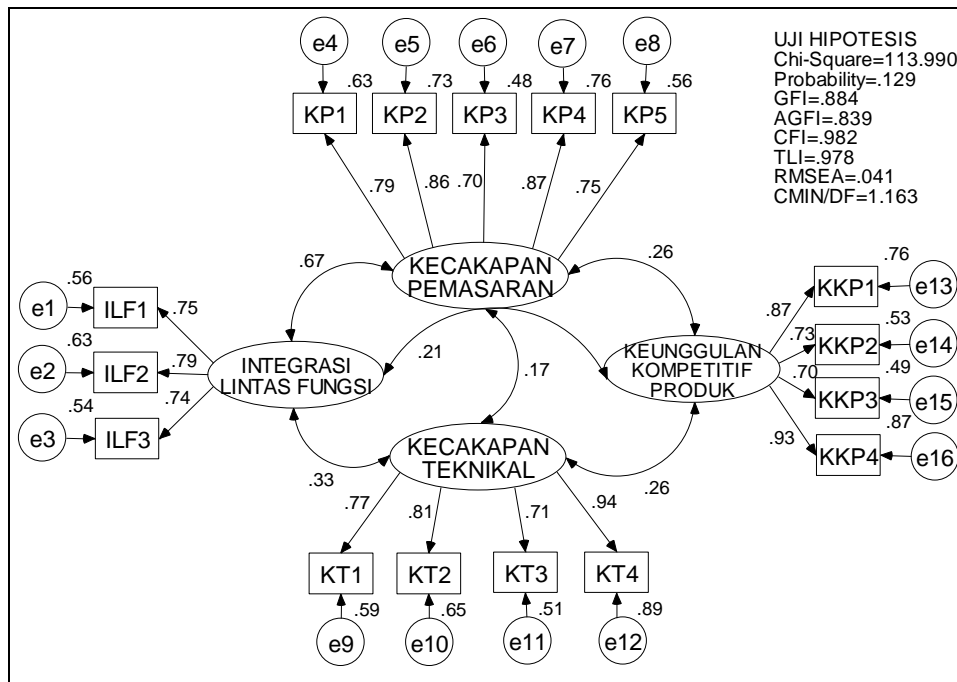 e4 e5 e6 e7 e8
.63 .73 .48 .76 .56
KP1 KP2 KP3 KP4 KP5
UJI HIPOTESIS
Chi-Square=113.990
Probability=.129
GFI=.884
AGFI=.839
CFI=.982
TLI=.978
RMSEA=.041
CMIN/DF=1.163
.79 .86 .70 .87 .75
KECAKAPAN
PEMASARAN
.67 .26
.56
e1 ILF1 .75
.63
e2 ILF2 .79
.54
e3 ILF3 .74
INTEGRASI
LINTAS FUNGSI
.21 .17
KEUNGGULAN
KOMPETITIF
PRODUK
.76
.87 KKP1 e13
.53
.73 KKP2 e14
.49
.70 KKP3 e15
.87
.93 KKP4 e16
KECAKAPAN
TEKNIKAL
.33 .26
.77 .81 .71 .94
KT1 KT2 KT3 KT4
.59 .65 .51 .89
e9 e10 e11 e12